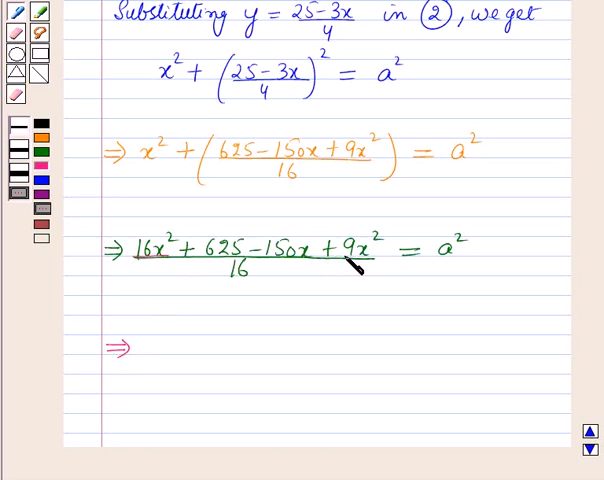 Substituting y = 25-3x/4 in ②, we get
x² + (25-3x/4)² = a²
⇒ x² + (625-150x+9x²/16) = a²
⇒ 16x²+625-150x+9x²/16 = a²
⇒